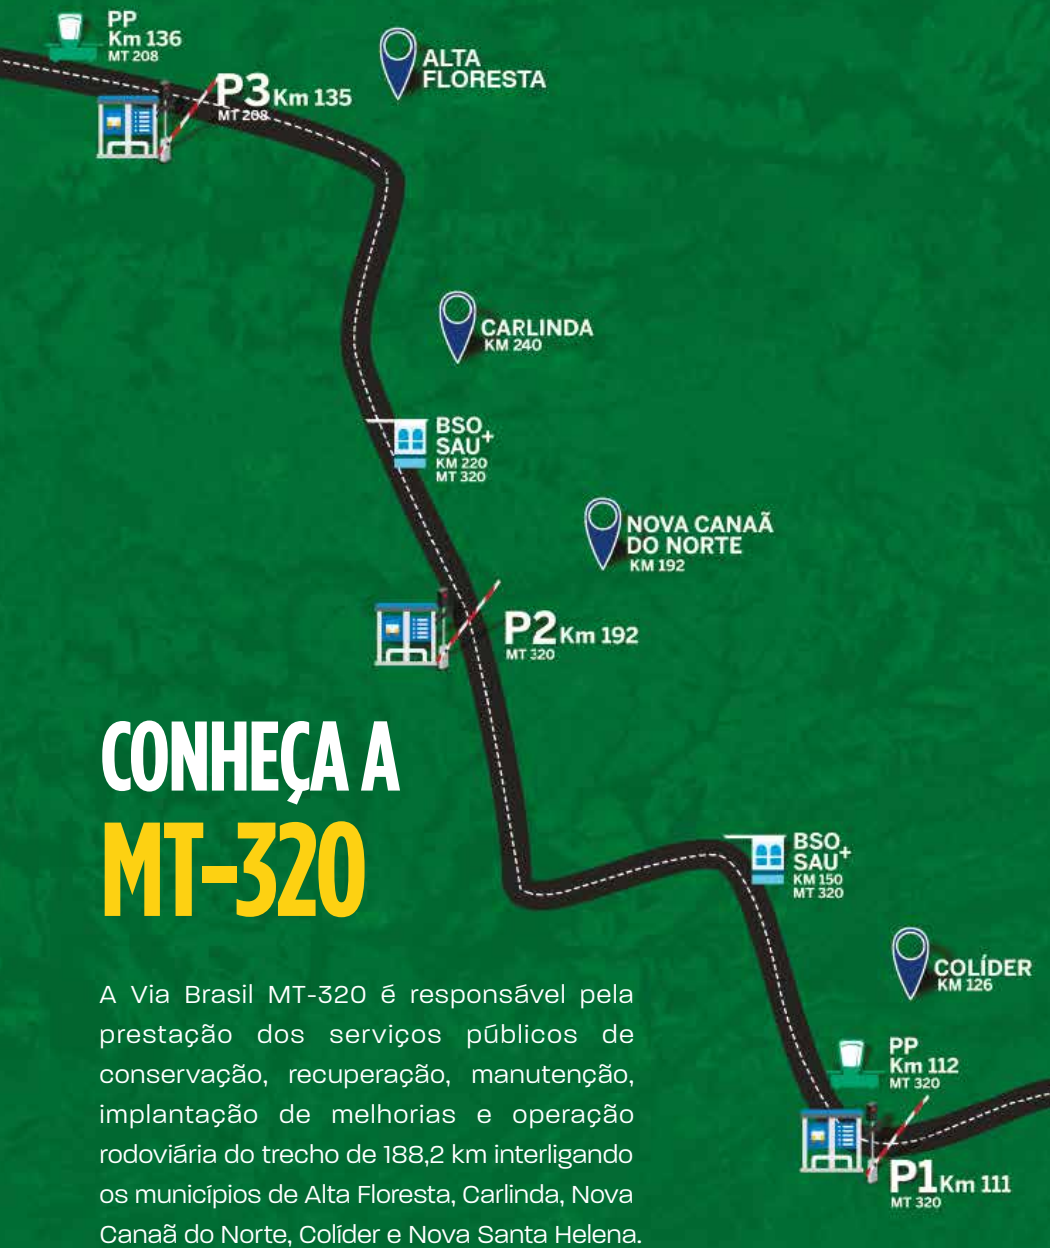 PP
Km 136
MT 208
P3 Km 135
MT 208
ALTA
FLORESTA
CARLINDA
KM 240
BSO
SAU+
KM 220
MT 320
NOVA CANAÃ
DO NORTE
KM 192
P2 Km 192
MT 320
CONHEÇA A
MT-320
BSO
SAU+
KM 150
MT 320
COLÍDER
KM 126
PP
Km 112
MT 320
P1 Km 111
MT 320
A Via Brasil MT-320 é responsável pela
prestação dos serviços públicos de
conservação, recuperação, manutenção,
implantação de melhorias e operação
rodoviária do trecho de 188,2 km interligando
os municípios de Alta Floresta, Carlinda, Nova
Canaã do Norte, Colíder e Nova Santa Helena.